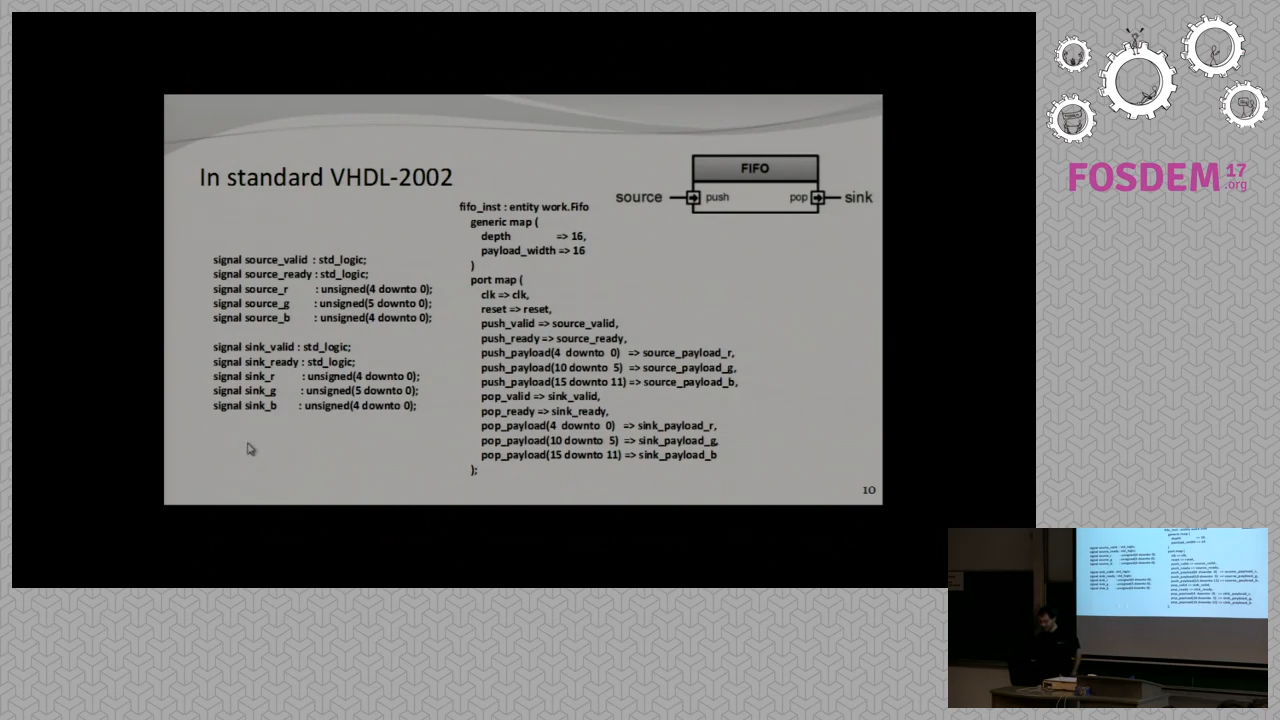 In standard VHDL-2002
FIFO
source
push
pop
sink
signal source_valid : std_logic;
signal source_ready : std_logic;
signal source_r : unsigned(4 downto 0);
signal source_g : unsigned(5 downto 0);
signal source_b : unsigned(4 downto 0);
signal sink_valid : std_logic;
signal sink_ready : std_logic;
signal sink_r : unsigned(4 downto 0);
signal sink_g : unsigned(5 downto 0);
signal sink_b : unsigned(4 downto 0);
fifo_inst : entity work.Fifo
generic map (
depth => 16,
payload_width => 16
)
port map (
clk => clk,
reset => reset,
push_valid => source_valid,
push_ready => source_ready,
push_payload(4 downto 0) => source_payload_r,
push_payload(10 downto 5) => source_payload_g,
push_payload(15 downto 11) => source_payload_b,
pop_valid => sink_valid,
pop_ready => sink_ready,
pop_payload(4 downto 0) => sink_payload_r,
pop_payload(10 downto 5) => sink_payload_g,
pop_payload(15 downto 11) => sink_payload_b
);
10
FOSDEM 17
.org